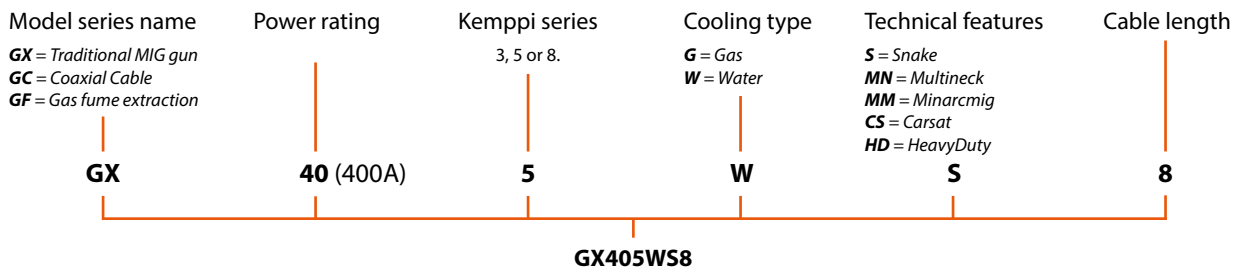 Model series name
GX = Traditional MIG gun
GC = Coaxial Cable
GF = Gas fume extraction
Power rating
Kemppi series
3, 5 or 8.
Cooling type
G = Gas
W = Water
Technical features
S = Snake
MN = Multineck
MM = Minarcmig
CS = Carsat
HD = HeavyDuty
Cable length
GX
40 (400A)
5
W
S
8
GX405WS8